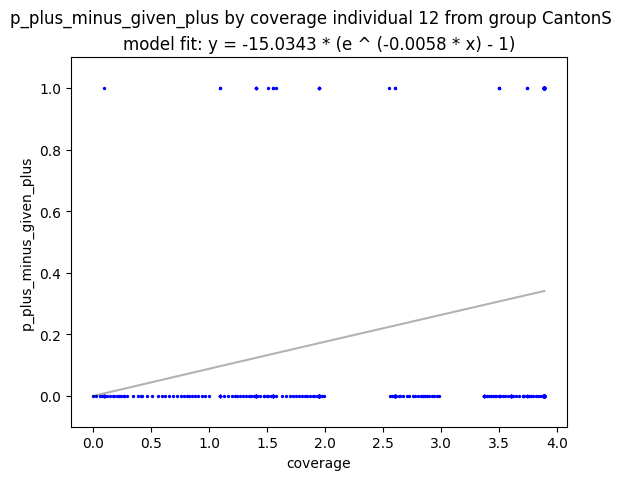 p_plus_minus_given_plus by coverage individual 12 from group CantonS
model fit: y = -15.0343 * (e ^ (-0.0058 * x) - 1)
1.0
0.8
0.6
0.4
0.2
0.0
p_plus_minus_given_plus
0.0 0.5 1.0 1.5 2.0 2.5 3.0 3.5 4.0
coverage